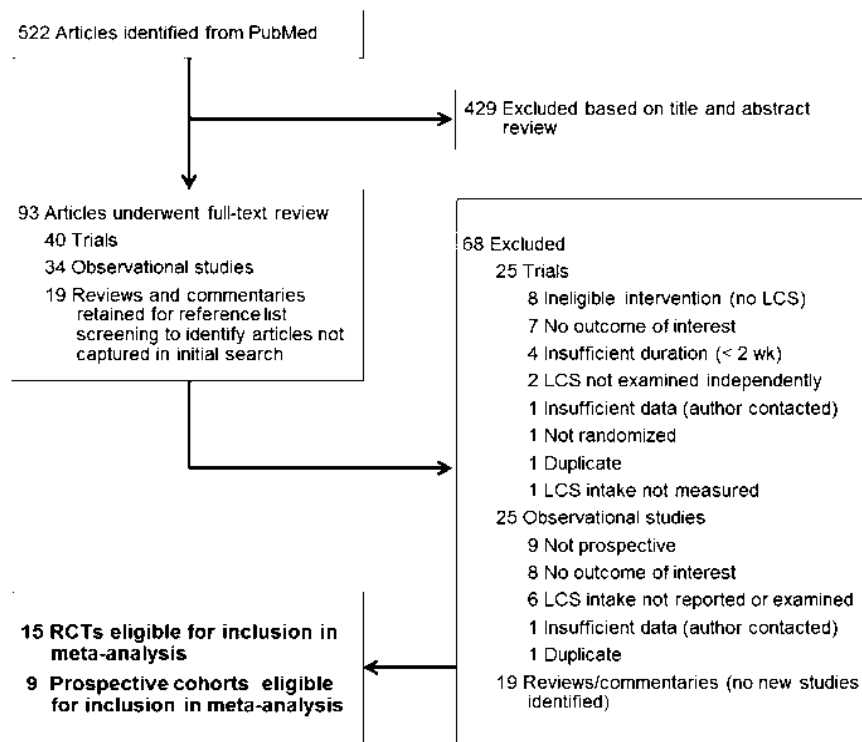 522 Articles identified from PubMed
429 Excluded based on title and abstract
review
93 Articles underwent full-text review
40 Trials
34 Observational studies
19 Reviews and commentaries
retained for reference list
screening to identify articles not
captured in initial search
68 Excluded
25 Trials
8 Ineligible intervention (no LCS)
7 No outcome of interest
4 Insufficient duration (< 2 wk)
2 LCS not examined independently
1 Insufficient data (author contacted)
1 Not randomized
1 Duplicate
1 LCS intake not measured
25 Observational studies
9 Not prospective
8 No outcome of interest
6 LCS intake not reported or examined
1 Insufficient data (author contacted)
1 Duplicate
19 Reviews/commentaries (no new studies
identified)
15 RCTs eligible for inclusion in
meta-analysis
9 Prospective cohorts eligible
for inclusion in meta-analysis